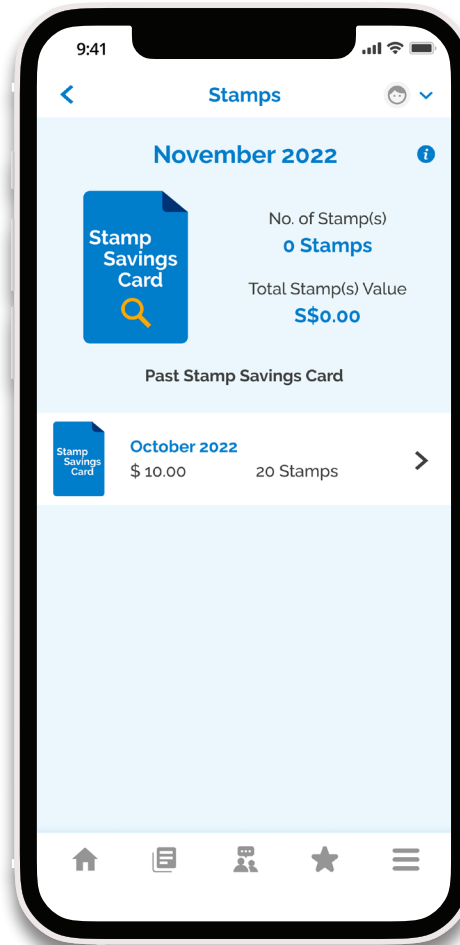 9:41
Stamps
November 2022
Stamp
Savings
Card
No. of Stamp(s)
0 Stamps
Total Stamp(s) Value
S$0.00
Past Stamp Savings Card
Stamp
Savings
Card
October 2022
$ 10.00 20 Stamps